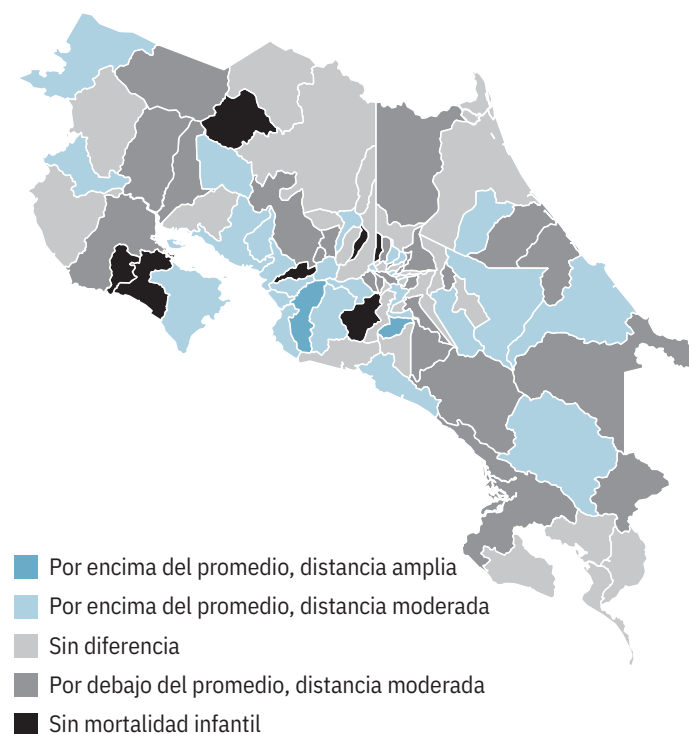 Por encima del promedio, distancia amplia
Por encima del promedio, distancia moderada
Sin diferencia
Por debajo del promedio, distancia moderada
Sin mortalidad infantil